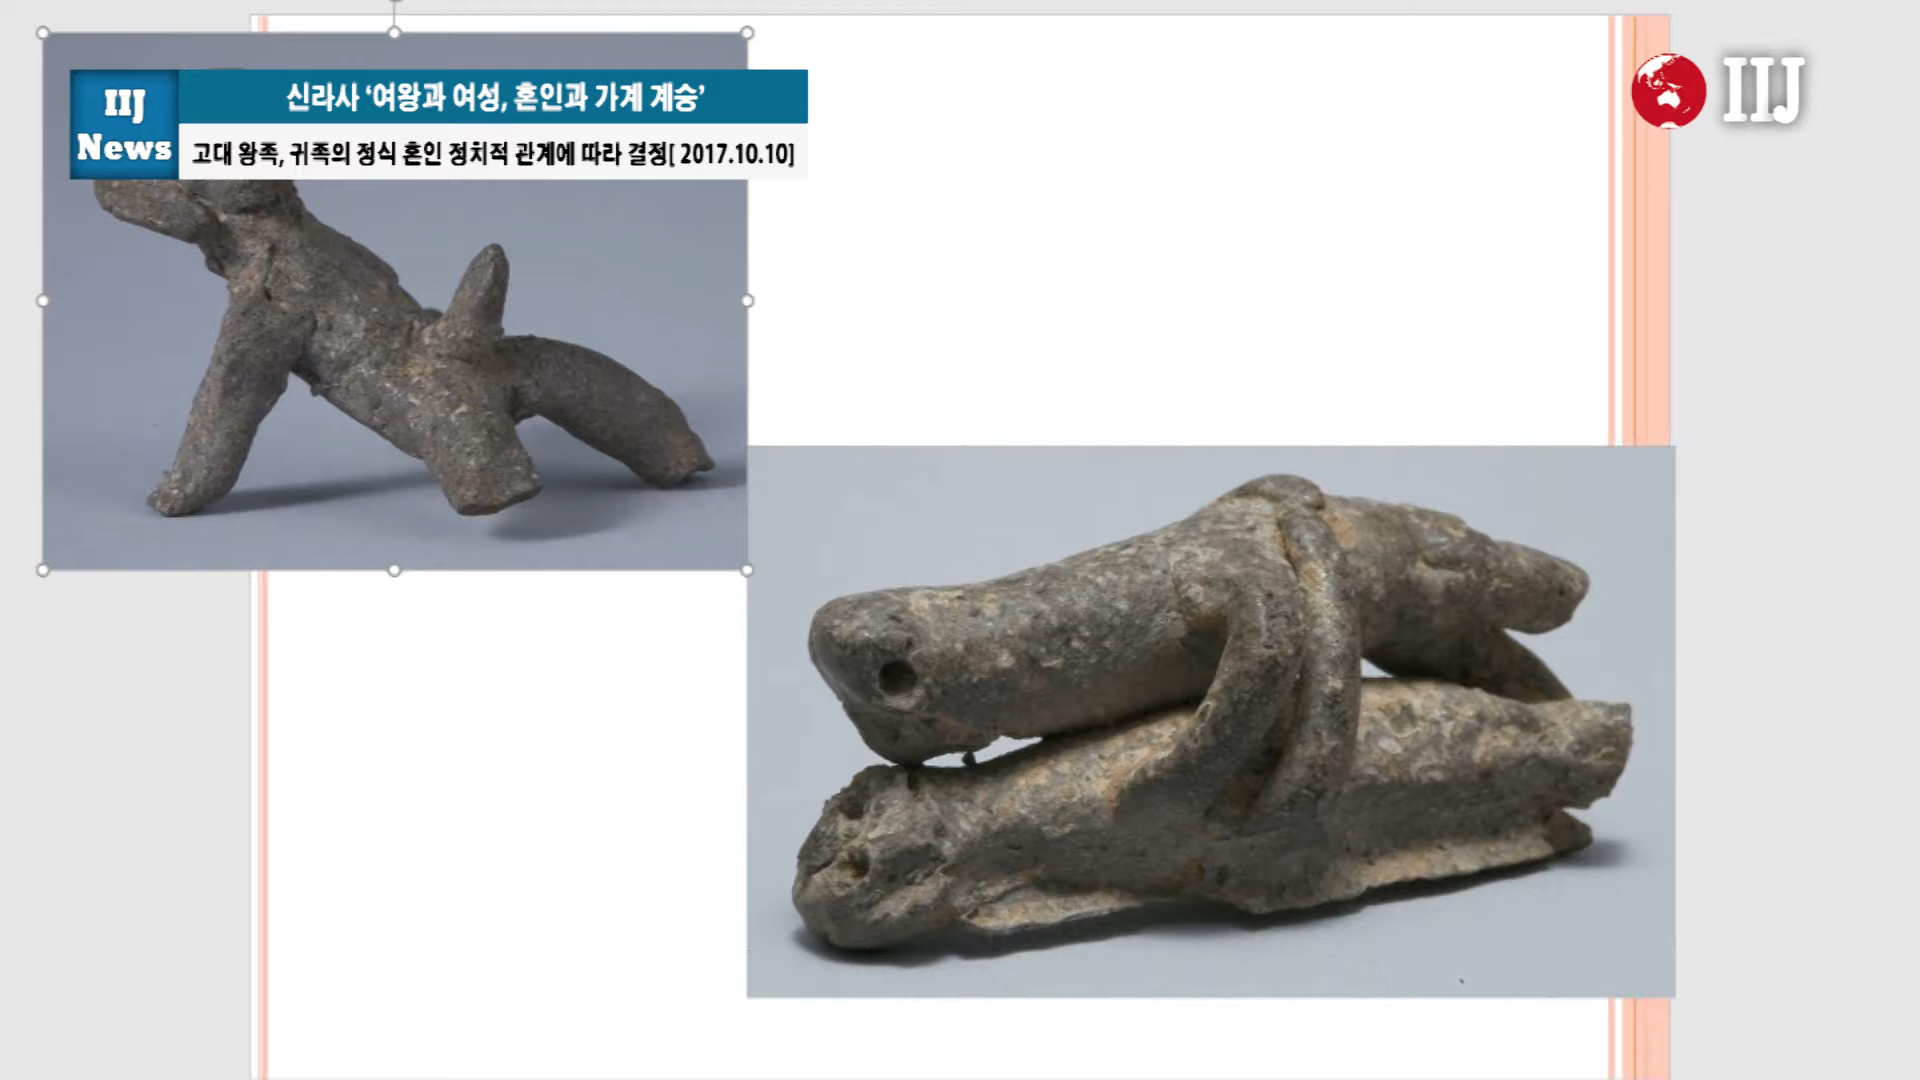 IIJ
News
신라사 ‘여왕과 여성, 혼인과 가계 계승’
고대 왕족, 귀족의 정식 혼인 정치적 관계에 따라 결정[ 2017.10.10]
IIJ